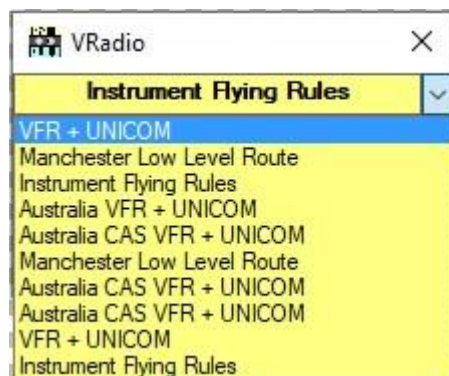 VRadio
Instrument Flying Rules
VFR + UNICOM
Manchester Low Level Route
Instrument Flying Rules
Australia VFR + UNICOM
Australia CAS VFR + UNICOM
Manchester Low Level Route
Australia CAS VFR + UNICOM
Australia CAS VFR + UNICOM
VFR + UNICOM
Instrument Flying Rules